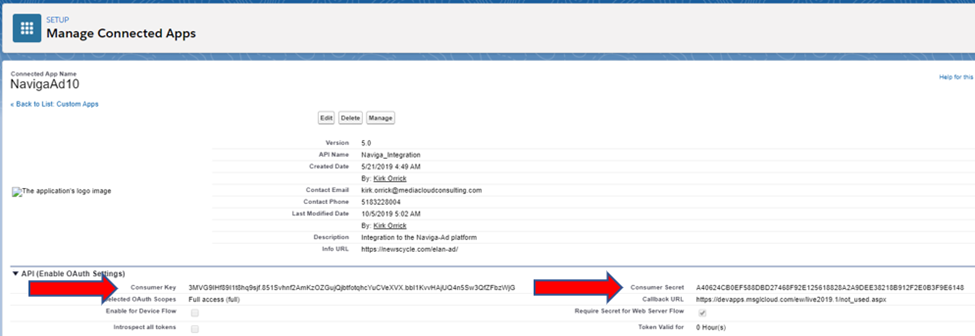 SETUP
Manage Connected Apps
Connected App Name
NavigaAd10
Help for this
« Back to List: Custom Apps
Edit Delete Manage
Version 5.0
API Name Naviga_Integration
Created Date 5/21/2019 4:49 AM
By: Kirk Orrick
The application's logo image
Contact Email kirk.orrick@mediacloudconsulting.com
Contact Phone 5183228004
Last Modified Date 10/5/2019 5:02 AM
By: Kirk Orrick
Description Integration to the Naviga-Ad platform
Info URL https://newscycle.com/elan-ad/
API (Enable OAuth Settings)
Consumer Key
Consumer Secret
Selected OAuth Scopes Full access (full)
Callback URL https://devapps.msglcloud.com/ew/live2019.1/not_used.aspx
Enable for Device Flow
Require Secret for Web Server Flow
Introspect all tokens
Token Valid for 0 Hour(s)